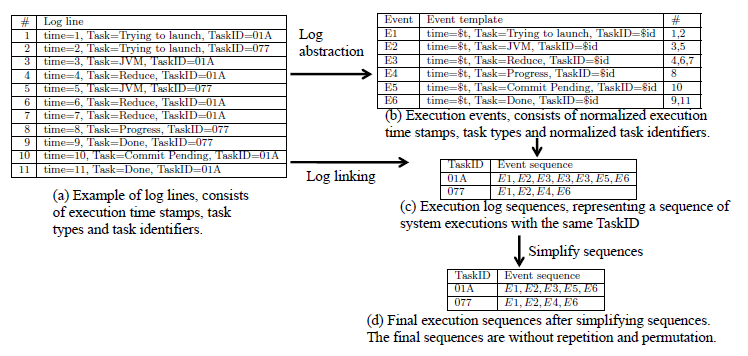 # Log line
1 time=1, Task=Trying to launch, TaskID=01A
2 time=2, Task=Trying to launch, TaskID=077
3 time=3, Task=JVM, TaskID=01A
4 time=4, Task=Reduce, TaskID=01A
5 time=5, Task=JVM, TaskID=077
6 time=6, Task=Reduce, TaskID=01A
7 time=7, Task=Reduce, TaskID=01A
8 time=8, Task=Progress, TaskID=077
9 time=9, Task=Done, TaskID=077
10 time=10, Task=Commit Pending, TaskID=01A
11 time=11, Task=Done, TaskID=01A
(a) Example of log lines, consists
of execution time stamps, task
types and task identifiers.
Log
abstraction
Event Event template #
E1 time=$t, Task=Trying to launch, TaskID=$id 1,2
E2 time=$t, Task=JVM, TaskID=$id 3,5
E3 time=$t, Task=Reduce, TaskID=$id 4,6,7
E4 time=$t, Task=Progress, TaskID=$id 8
E5 time=$t, Task=Commit Pending, TaskID=$id 10
E6 time=$t, Task=Done, TaskID=$id 9,11
(b) Execution events, consists of normalized execution
time stamps, task types and normalized task identifiers.
Log linking
TaskID Event sequence
01A E1, E2, E3, E3, E3, E5, E6
077 E1, E2, E4, E6
(c) Execution log sequences, representing a sequence of
system executions with the same TaskID
Simplify sequences
TaskID Event sequence
01A E1, E2, E3, E5, E6
077 E1, E2, E4, E6
(d) Final execution sequences after simplifying sequences.
The final sequences are without repetition and permutation.